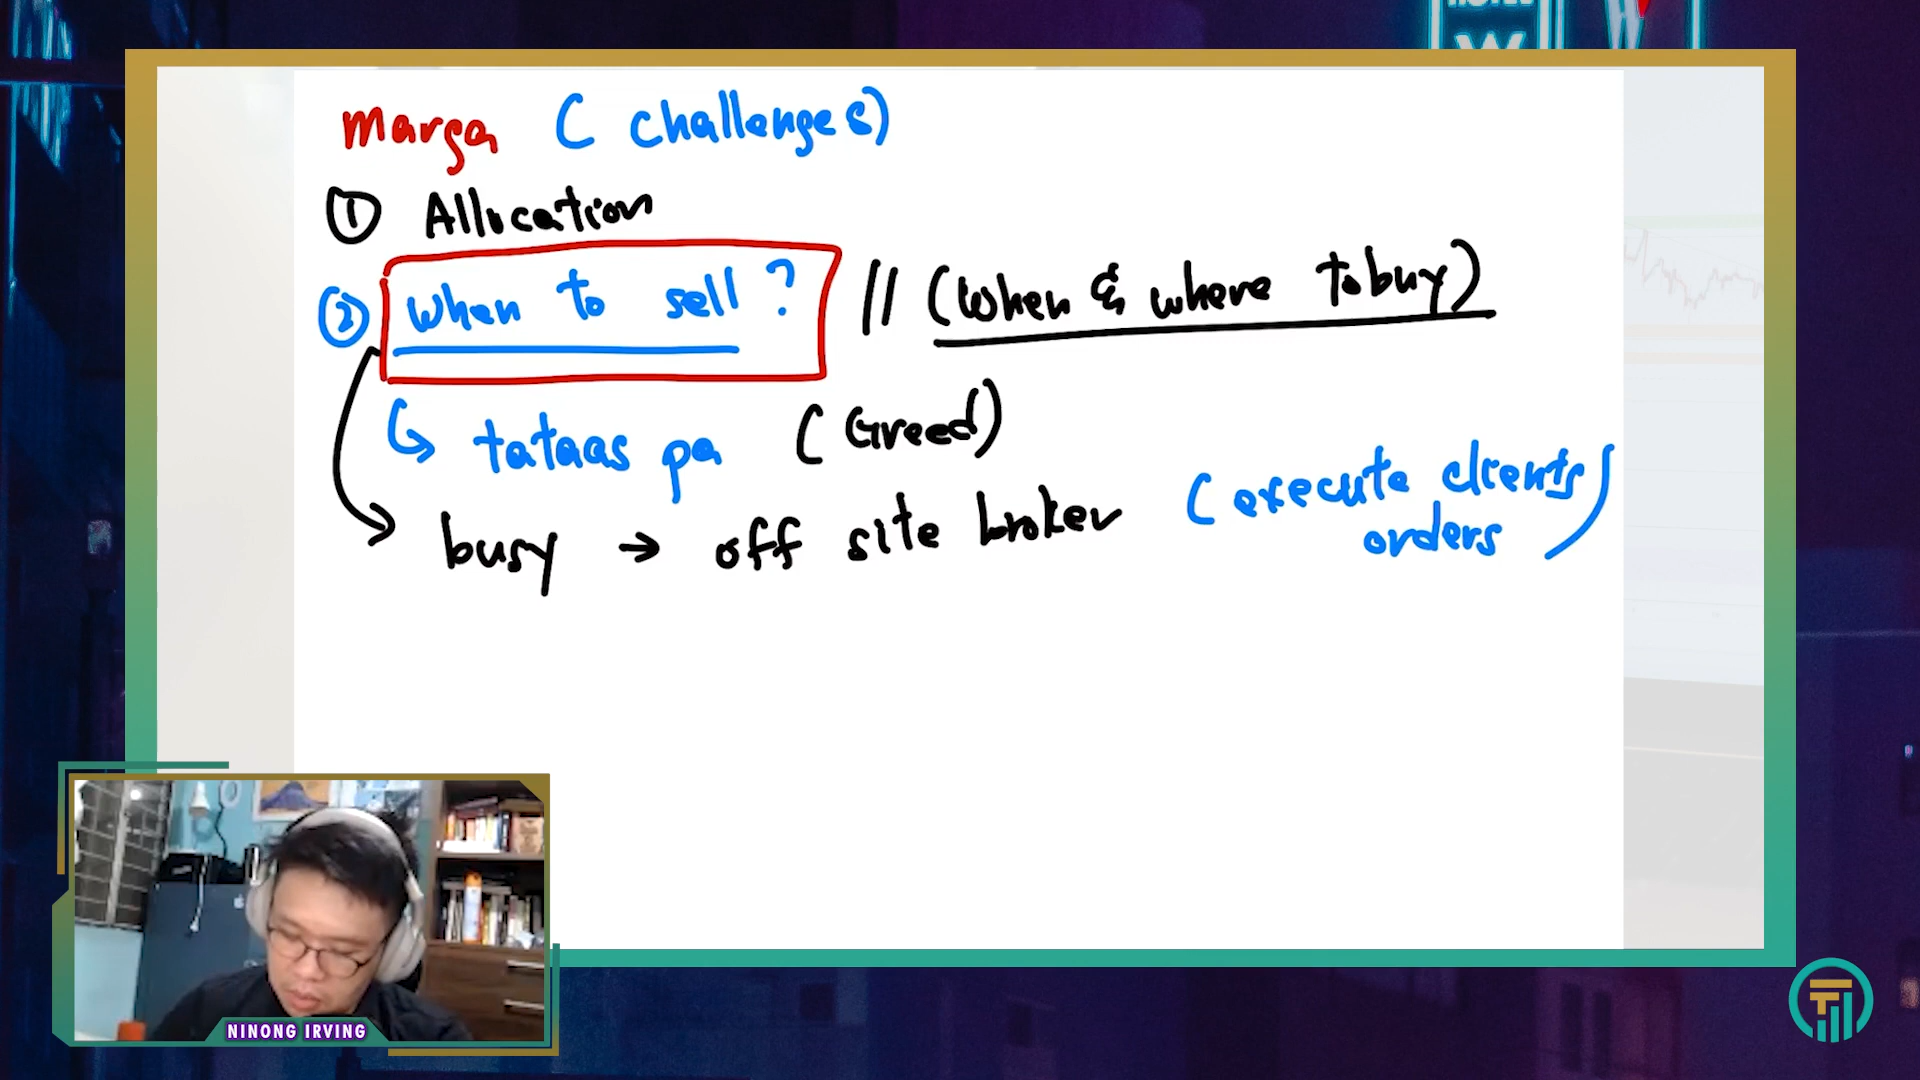 HOTEL
W
marga ( challenges)
① Allocation
② When to sell ? // (When & where to buy)
↳ tataas pa (Greed)
busy → off site broker (execute clients orders)
NINONG IRVING